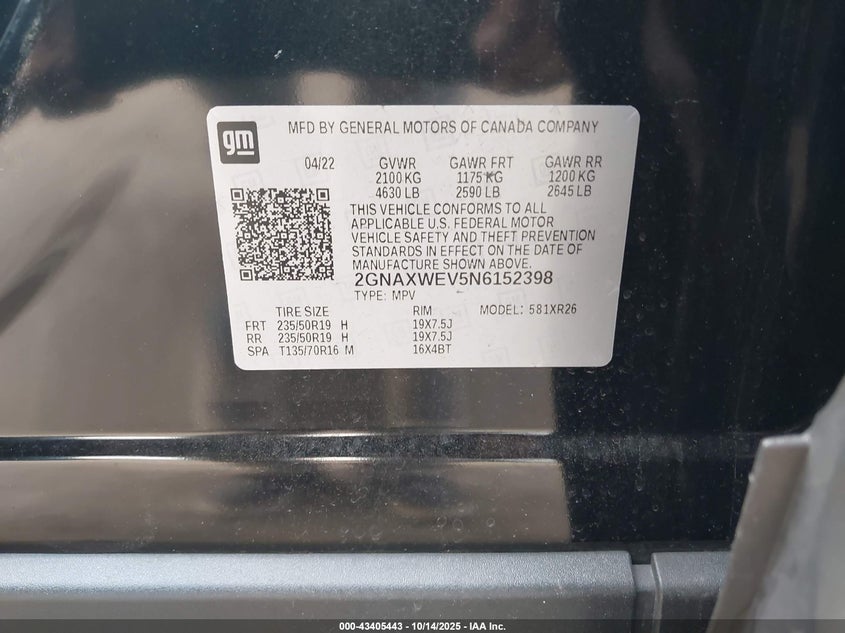 gm
MFD BY GENERAL MOTORS OF CANADA COMPANY
04/22 GVWR GAWR FRT GAWR RR
2100 KG 1175 KG 1200 KG
4630 LB 2590 LB 2645 LB
THIS VEHICLE CONFORMS TO ALL
APPLICABLE U.S. FEDERAL MOTOR
VEHICLE SAFETY AND THEFT PREVENTION
STANDARDS IN EFFECT ON THE DATE OF
MANUFACTURE SHOWN ABOVE.
2GNAXWEV5N6152398
TYPE: MPV
TIRE SIZE RIM MODEL: 581XR26
FRT 235/50R19 H 19X7.5J
RR 235/50R19 H 19X7.5J
SPA T135/70R16 M 16X4BT
000-43405443 - 10/14/2025 - IAA Inc.